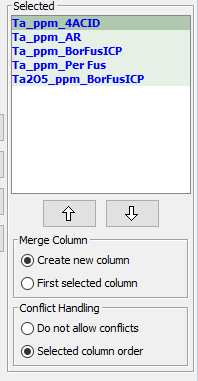 Selected
Ta_ppm_4ACID
Ta_ppm_AR
Ta_ppm_BorFusICP
Ta_ppm_Per Fus
Ta2O5_ppm_BorFusICP
Merge Column
Create new column
First selected column
Conflict Handling
Do not allow conflicts
Selected column order